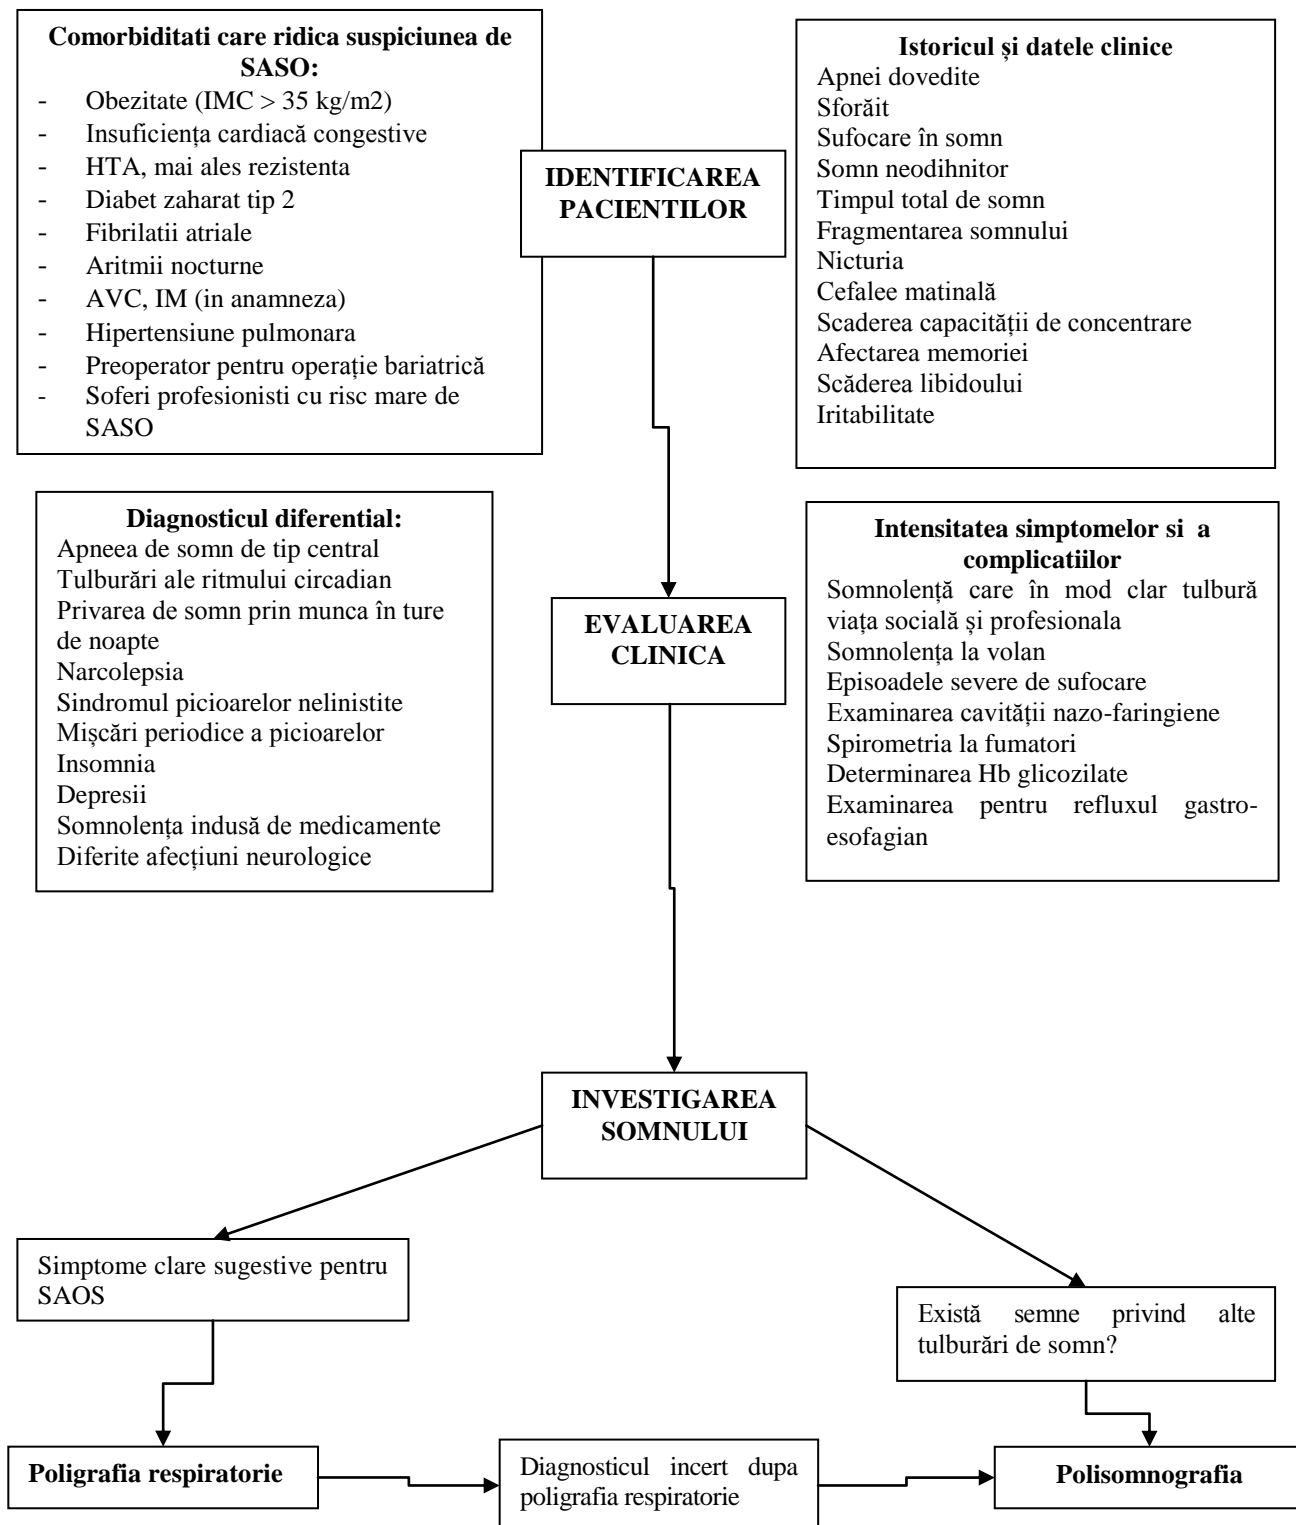 Comorbiditati care ridica suspiciunea de
SASO:
- Obezitate (IMC > 35 kg/m2)
- Insuficiența cardiacă congestive
- HTA, mai ales rezistenta
- Diabet zaharat tip 2
- Fibrilatii atriale
- Aritmii nocturne
- AVC, IM (in anamneza)
- Hipertensiune pulmonara
- Preoperator pentru operație bariatrică
- Soferi profesionisti cu risc mare de
SASO
IDENTIFICAREA
PACIENTILOR
Istoricul și datele clinice
Apnei dovedite
Sforăit
Sufocare în somn
Somn neodihnitor
Timpul total de somn
Fragmentarea somnului
Nicturia
Cefalee matinală
Scaderea capacității de concentrare
Afectarea memoriei
Scăderea libidoului
Iritabilitate
Diagnosticul diferential:
Apneea de somn de tip central
Tulburări ale ritmului circadian
Privarea de somn prin munca în ture
de noapte
Narcolepsia
Sindromul picioarelor nelinistite
Mișcări periodice a picioarelor
Insomnia
Depresii
Somnolența indusă de medicamente
Diferite afecțiuni neurologice
EVALUAREA
CLINICA
Intensitatea simptomelor si a
complicatiilor
Somnolență care în mod clar tulbură
viața socială și profesionala
Somnolența la volan
Episoadele severe de sufocare
Examinarea cavității nazo-faringiene
Spirometria la fumatori
Determinarea Hb glicozilate
Examinarea pentru refluxul gastro-
esofagian
INVESTIGAREA
SOMNULUI
Simptome clare sugestive pentru
SAOS
Există semne privind alte
tulburări de somn?
Poligrafia respiratorie
Diagnosticul incert dupa
poligrafia respiratorie
Polisomnografia